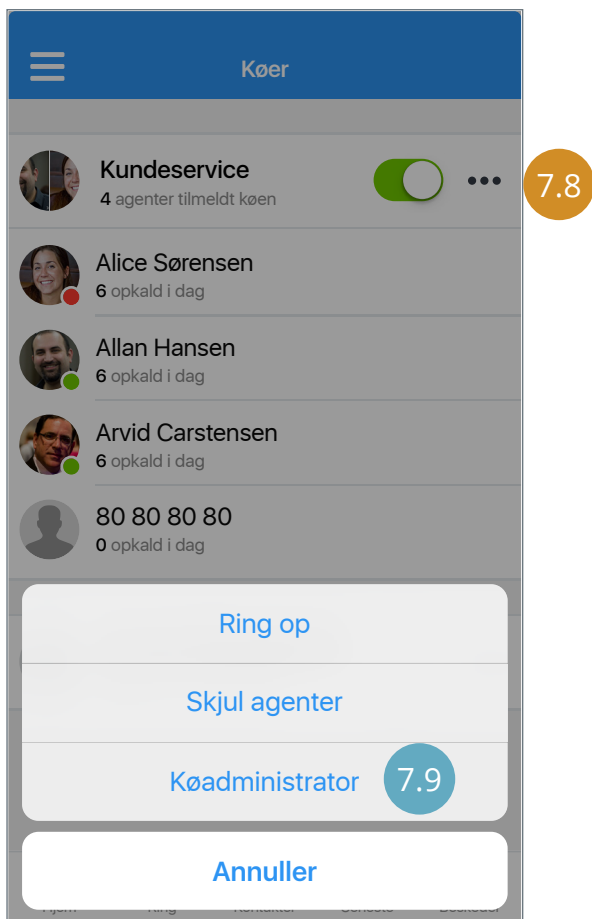 Køer
Kundeservice
4 agenter tilmeldt køen
7.8
Alice Sørensen
6 opkald i dag
Allan Hansen
6 opkald i dag
Arvid Carstensen
6 opkald i dag
80 80 80 80
0 opkald i dag
Ring op
Skjul agenter
Køadministrator
7.9
Annuller